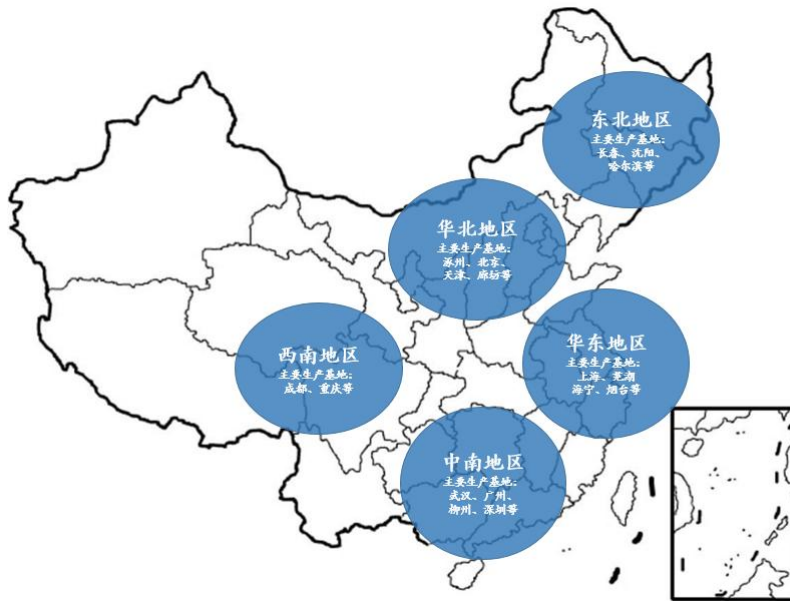 东北地区
主要生产基地：
长春、沈阳、
哈尔滨等
华北地区
主要生产基地：
涿州、北京、
天津、廊坊等
西南地区
主要生产基地：
成都、重庆等
华东地区
主要生产基地：
上海、芜湖
海宁、烟台等
中南地区
主要生产基地：
武汉、广州、
柳州、深圳等